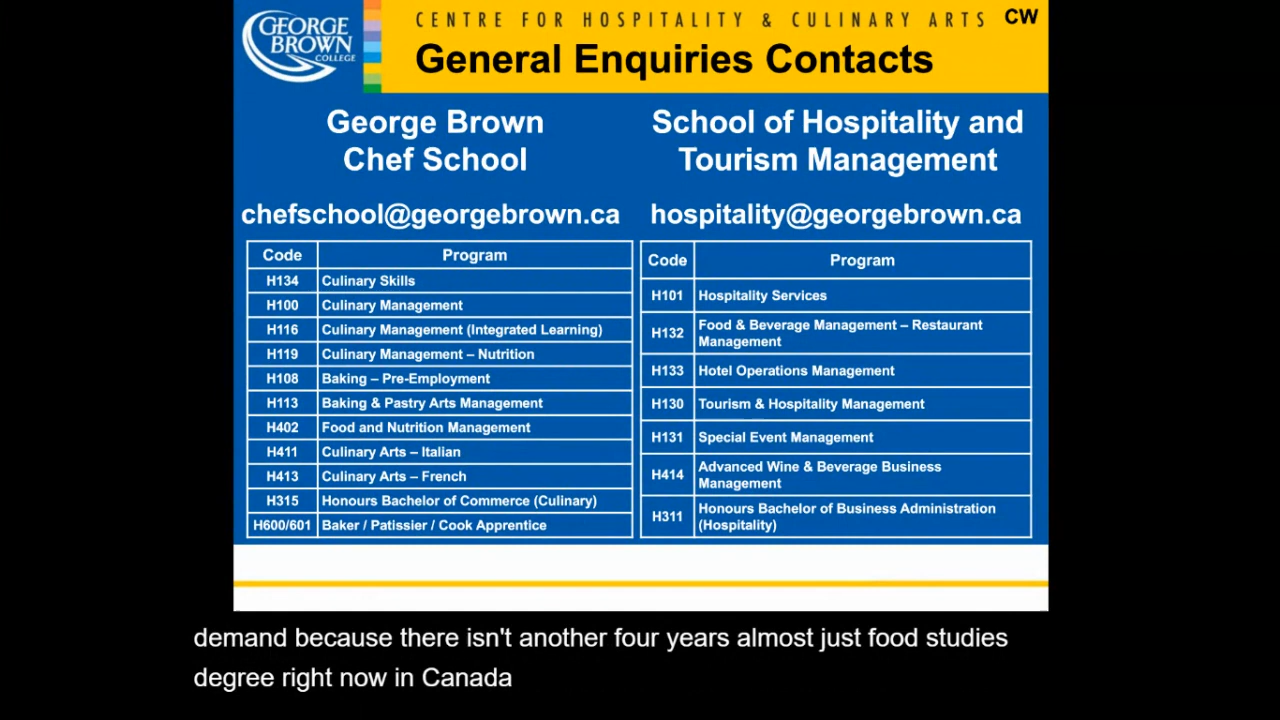 GEORGE
BROWN
COLLEGE
CENTRE FOR HOSPITALITY & CULINARY ARTS
CW
General Enquiries Contacts
George Brown
Chef School
chefschool@georgebrown.ca
Code Program
H134 Culinary Skills
H100 Culinary Management
H116 Culinary Management (Integrated Learning)
H119 Culinary Management – Nutrition
H108 Baking – Pre-Employment
H113 Baking & Pastry Arts Management
H402 Food and Nutrition Management
H411 Culinary Arts – Italian
H413 Culinary Arts – French
H315 Honours Bachelor of Commerce (Culinary)
H600/601 Baker / Patissier / Cook Apprentice
School of Hospitality and
Tourism Management
hospitality@georgebrown.ca
Code Program
H101 Hospitality Services
H132 Food & Beverage Management – Restaurant
Management
H133 Hotel Operations Management
H130 Tourism & Hospitality Management
H131 Special Event Management
H414 Advanced Wine & Beverage Business
Management
H311 Honours Bachelor of Business Administration
(Hospitality)
demand because there isn't another four years almost just food studies
degree right now in Canada